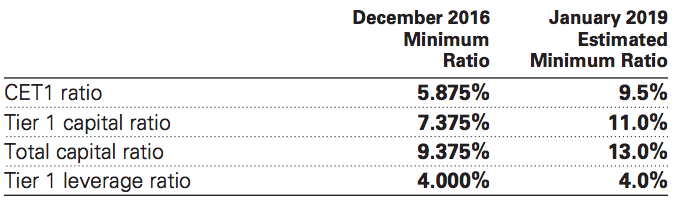 December 2016 January 2019
Minimum Estimated
Ratio Minimum Ratio
CET1 ratio 5.875% 9.5%
Tier 1 capital ratio 7.375% 11.0%
Total capital ratio 9.375% 13.0%
Tier 1 leverage ratio 4.000% 4.0%